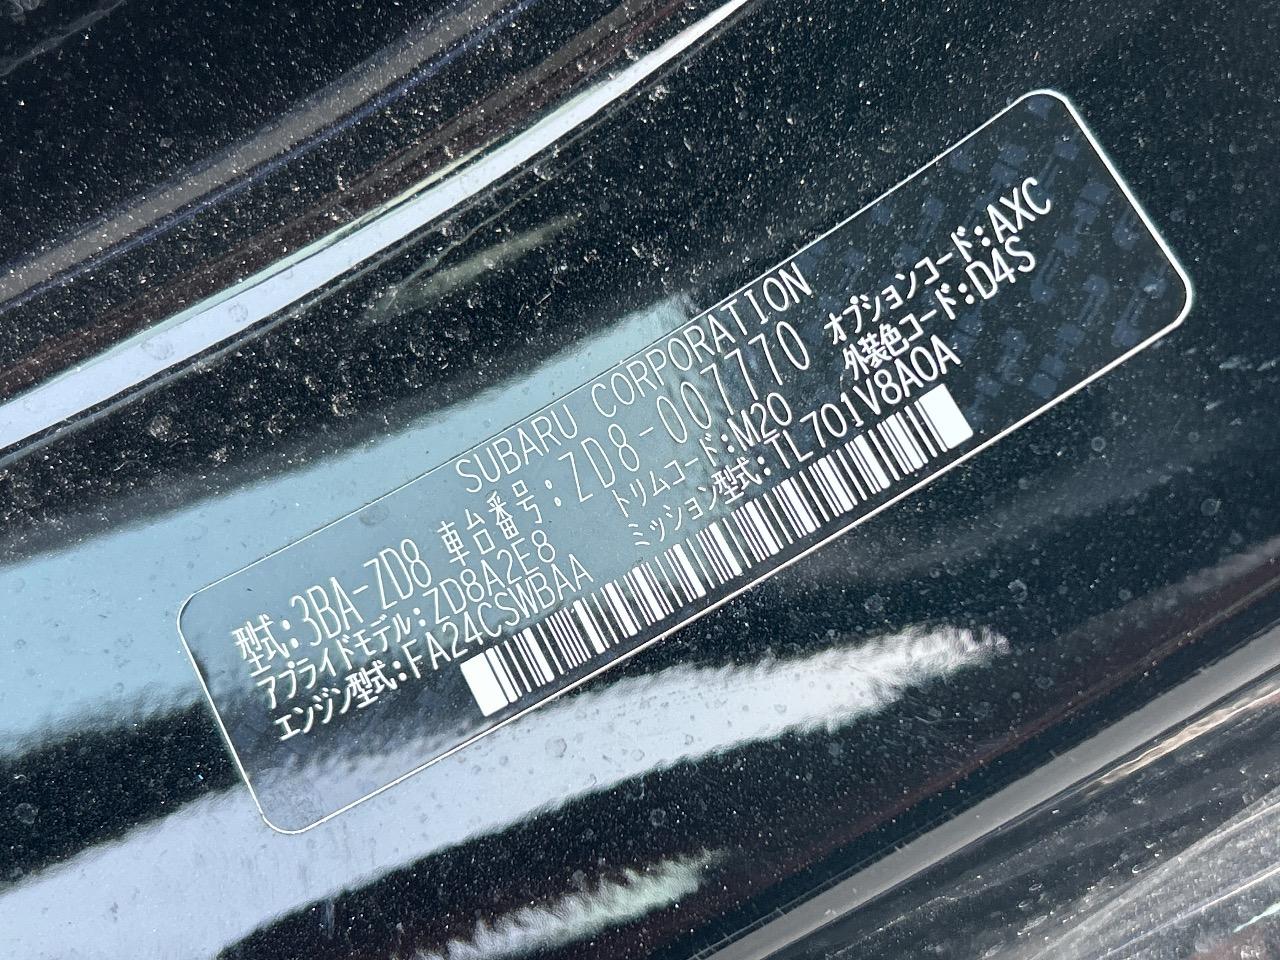 SUBARU CORPORATION
型式:3BA-ZD8 車台番号:ZD8-007770
アプライドモデル:ZD8A2E8 トリムコード:M20 オプションコード:AXC
エンジン型式:FA24CSWBAA ミッション型式:TL701V8A0A 外装色コード:D4S